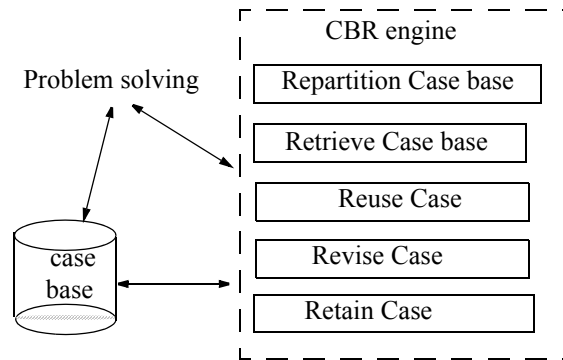 CBR engine
Problem solving
Repartition Case base
Retrieve Case base
Reuse Case
Revise Case
Retain Case
case
base